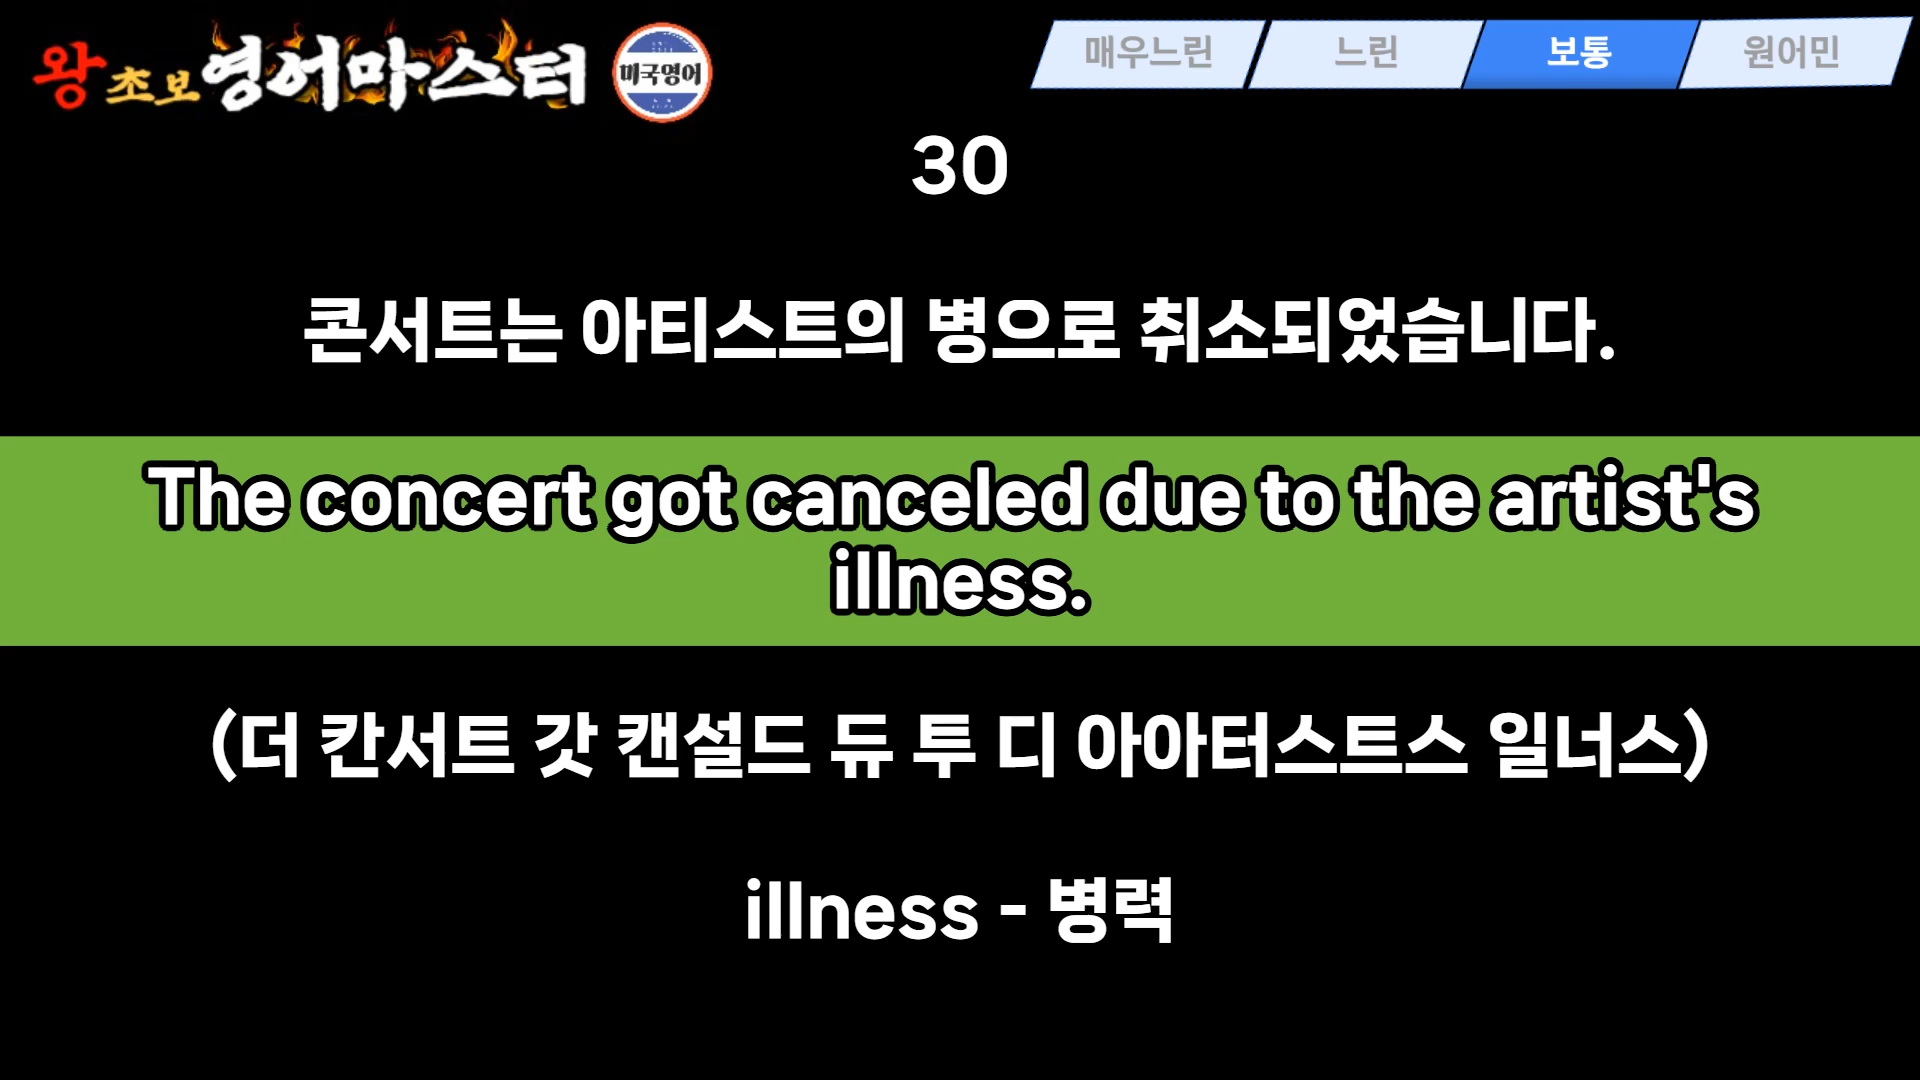 왕초보영어마스터 미국영어
매우느린 느린 보통 원어민
30
콘서트는 아티스트의 병으로 취소되었습니다.
The concert got canceled due to the artist's
illness.
(더 칸서트 갓 캔설드 듀 투 디 아아터스트스 일너스)
illness - 병력